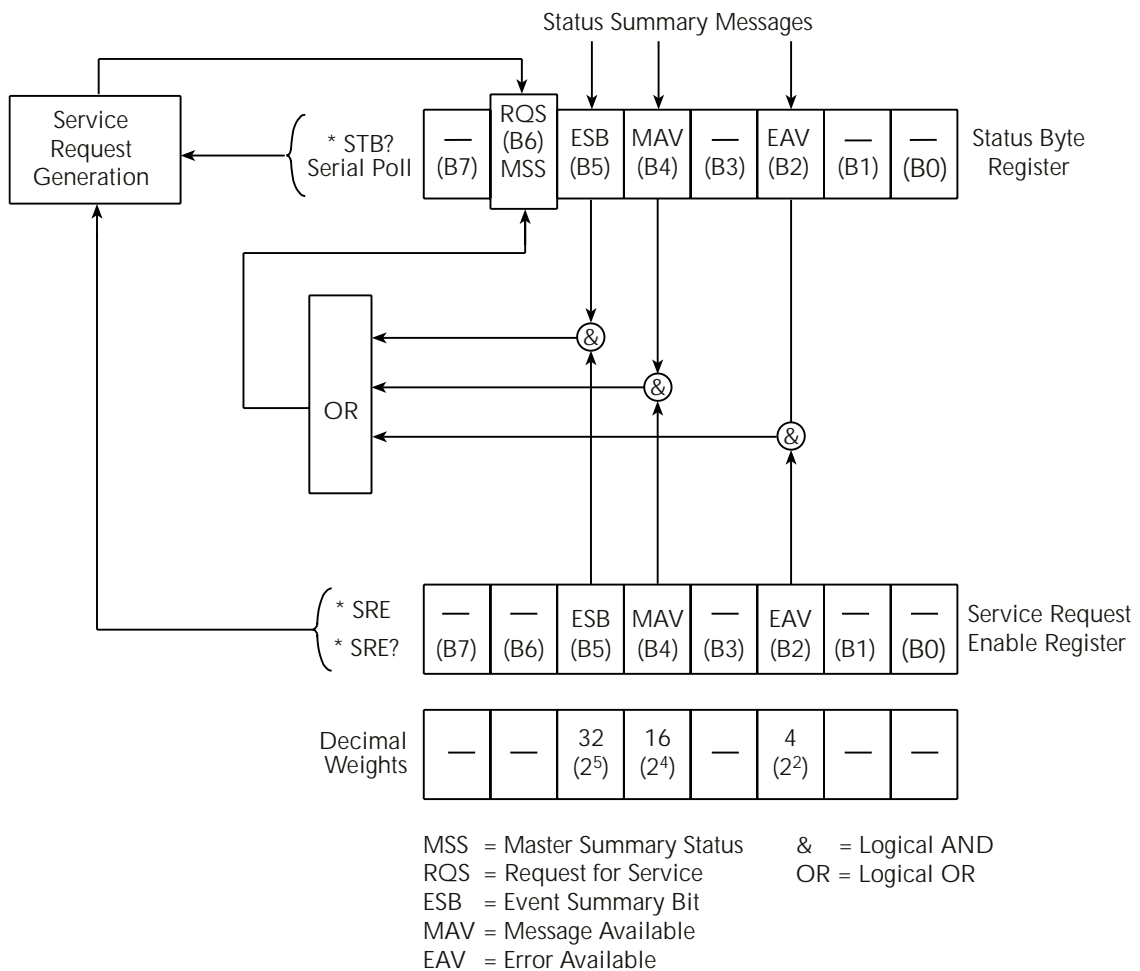 Status Summary Messages
Service
Request
Generation
* STB?
Serial Poll
—
(B7)
RQS
(B6)
MSS
ESB
(B5)
MAV
(B4)
—
(B3)
EAV
(B2)
—
(B1)
—
(B0)
Status Byte
Register
&
&
OR
&
* SRE
* SRE?
—
(B7)
—
(B6)
ESB
(B5)
MAV
(B4)
—
(B3)
EAV
(B2)
—
(B1)
—
(B0)
Service Request
Enable Register
Decimal
Weights
—
—
32
(2⁵)
16
(2⁴)
—
4
(2²)
—
—
MSS = Master Summary Status
RQS = Request for Service
ESB = Event Summary Bit
MAV = Message Available
EAV = Error Available
& = Logical AND
OR = Logical OR